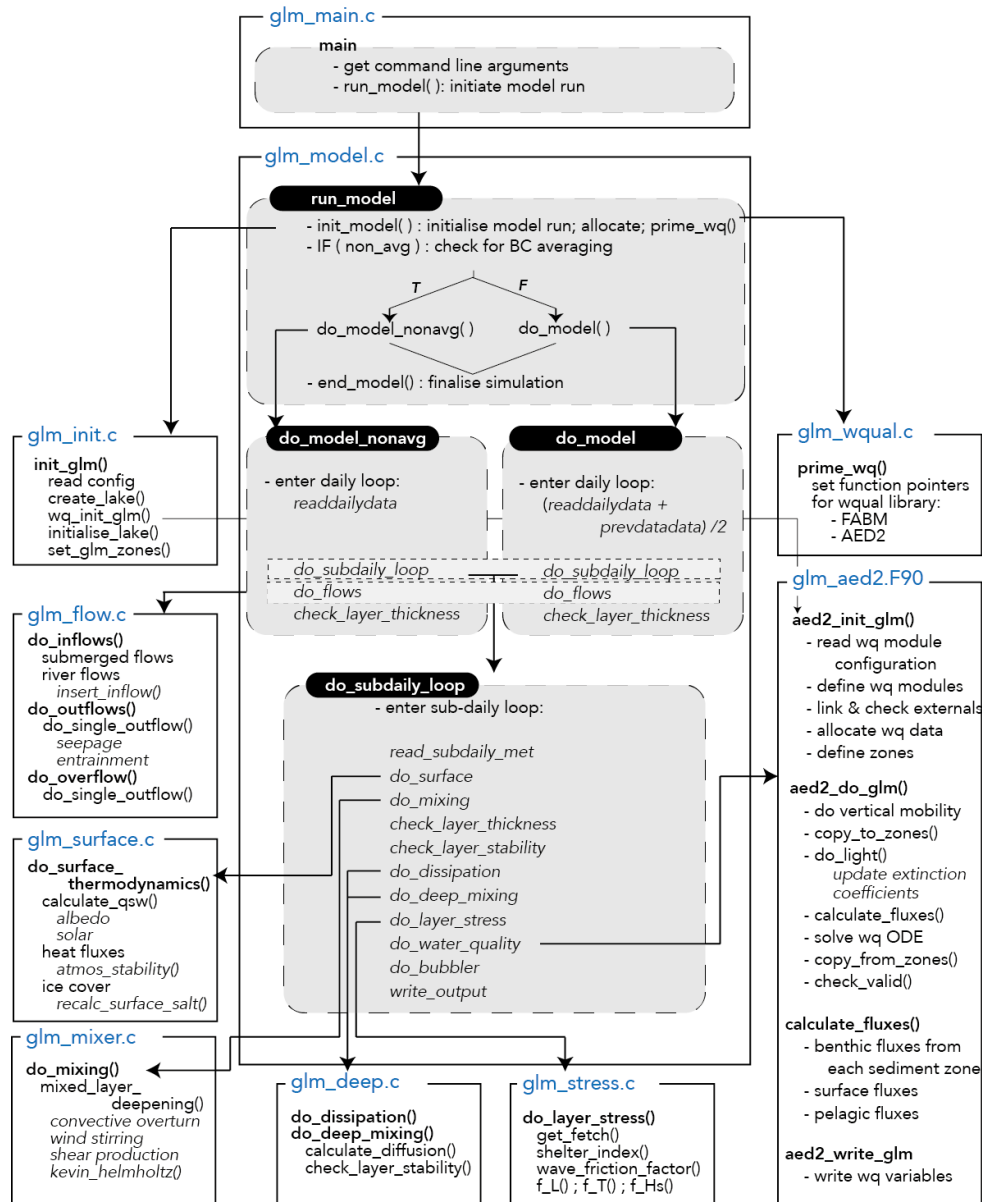 glm_main.c
main
- get command line arguments
- run_model( ): initiate model run
glm_model.c
run_model
- init_model( ) : initialise model run; allocate; prime_wq()
- IF ( non_avg ) : check for BC averaging
T
F
do_model_nonavg( )
do_model( )
- end_model() : finalise simulation
glm_init.c
init_glm()
read config
create_lake()
wq_init_glm()
initialise_lake()
set_glm_zones()
do_model_nonavg
- enter daily loop:
readdailydata
do_subdaily_loop
do_flows
check_layer_thickness
do_model
- enter daily loop:
(readdailydata +
prevdatadata) /2
do_subdaily_loop
do_flows
check_layer_thickness
glm_wqual.c
prime_wq()
set function pointers
for wqual library:
- FABM
- AED2
glm_flow.c
do_inflows()
submerged flows
river flows
insert_inflow()
do_outflows()
do_single_outflow()
seepage
entrainment
do_overflow()
do_single_outflow()
do_subdaily_loop
- enter sub-daily loop:
read_subdaily_met
do_surface
do_mixing
check_layer_thickness
check_layer_stability
do_dissipation
do_deep_mixing
do_layer_stress
do_water_quality
do_bubbler
write_output
glm_aed2.F90
aed2_init_glm()
- read wq module
configuration
- define wq modules
- link & check externals
- allocate wq data
- define zones
aed2_do_glm()
- do vertical mobility
- copy_to_zones()
- do_light()
update extinction
coefficients
- calculate_fluxes()
- solve wq ODE
- copy_from_zones()
- check_valid()
calculate_fluxes()
- benthic fluxes from
each sediment zone
- surface fluxes
- pelagic fluxes
aed2_write_glm
- write wq variables
glm_surface.c
do_surface_
thermodynamics()
calculate_qsw()
albedo
solar
heat fluxes
atmos_stability()
ice cover
recalc_surface_salt()
glm_mixer.c
do_mixing()
mixed_layer_
deepening()
convective overturn
wind stirring
shear production
kevin_helmholtz()
glm_deep.c
do_dissipation()
do_deep_mixing()
calculate_diffusion()
check_layer_stability()
glm_stress.c
do_layer_stress()
get_fetch()
shelter_index()
wave_friction_factor()
f_L() ; f_T() ; f_Hs()